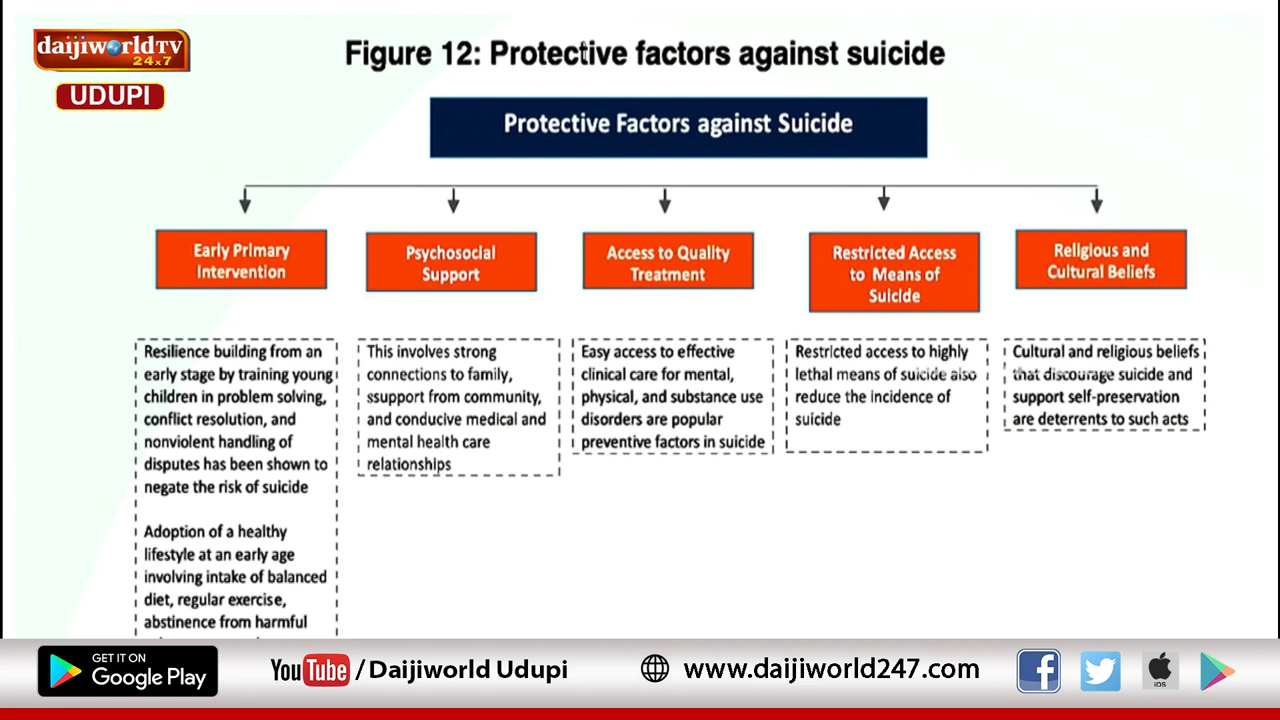 daijiworld TV
24x7
UDUPI
Figure 12: Protective factors against suicide
Protective Factors against Suicide
Early Primary
Intervention
Resilience building from an
early stage by training young
children in problem solving,
conflict resolution, and
nonviolent handling of
disputes has been shown to
negate the risk of suicide
Adoption of a healthy
lifestyle at an early age
involving intake of balanced
diet, regular exercise,
abstinence from harmful
Psychosocial
Support
This involves strong
connections to family,
ssupport from community,
and conducive medical and
mental health care
relationships
Access to Quality
Treatment
Easy access to effective
clinical care for mental,
physical, and substance use
disorders are popular
preventive factors in suicide
Restricted Access
to Means of
Suicide
Restricted access to highly
lethal means of suicide also
reduce the incidence of
suicide
Religious and
Cultural Beliefs
Cultural and religious beliefs
that discourage suicide and
support self-preservation
are deterrents to such acts
GET IT ON
Google Play
YouTube / Daijiworld Udupi
www.daijiworld247.com
iOS